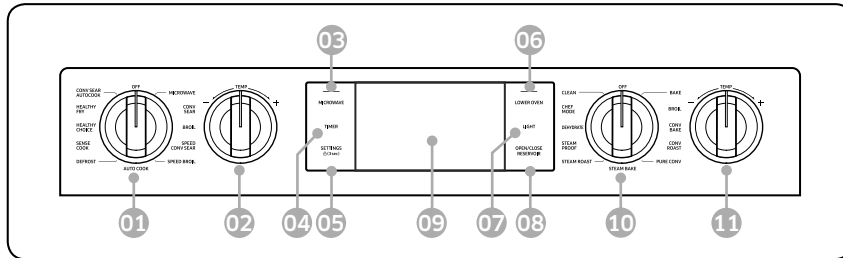 03
06
OFF
CONV SEAR
AUTOCOOK
HEALTHY
FRY
HEALTHY
CHOICE
SENSE
COOK
DEFROST
AUTO COOK
MICROWAVE
CONV
SEAR
BROIL
SPEED
CONV SEAR
SPEED BROIL
TEMP
− +
MICROWAVE
TIMER
SETTINGS
LOWER OVEN
LIGHT
OPEN/CLOSE
RESERVOIR
OFF
CLEAN
CHEF
MODE
DEHYDRATE
STEAM
PROOF
STEAM ROAST
STEAM BAKE
BAKE
BROIL
CONV
BAKE
CONV
ROAST
PURE CONV
TEMP
− +
01
02
04
05
09
07
08
10
11